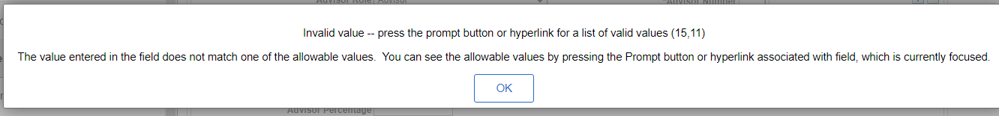 Advisor Role Advisor
*Advisor Number
Invalid value -- press the prompt button or hyperlink for a list of valid values (15,11)
The value entered in the field does not match one of the allowable values. You can see the allowable values by pressing the Prompt button or hyperlink associated with field, which is currently focused.
OK
Advisor Percentage